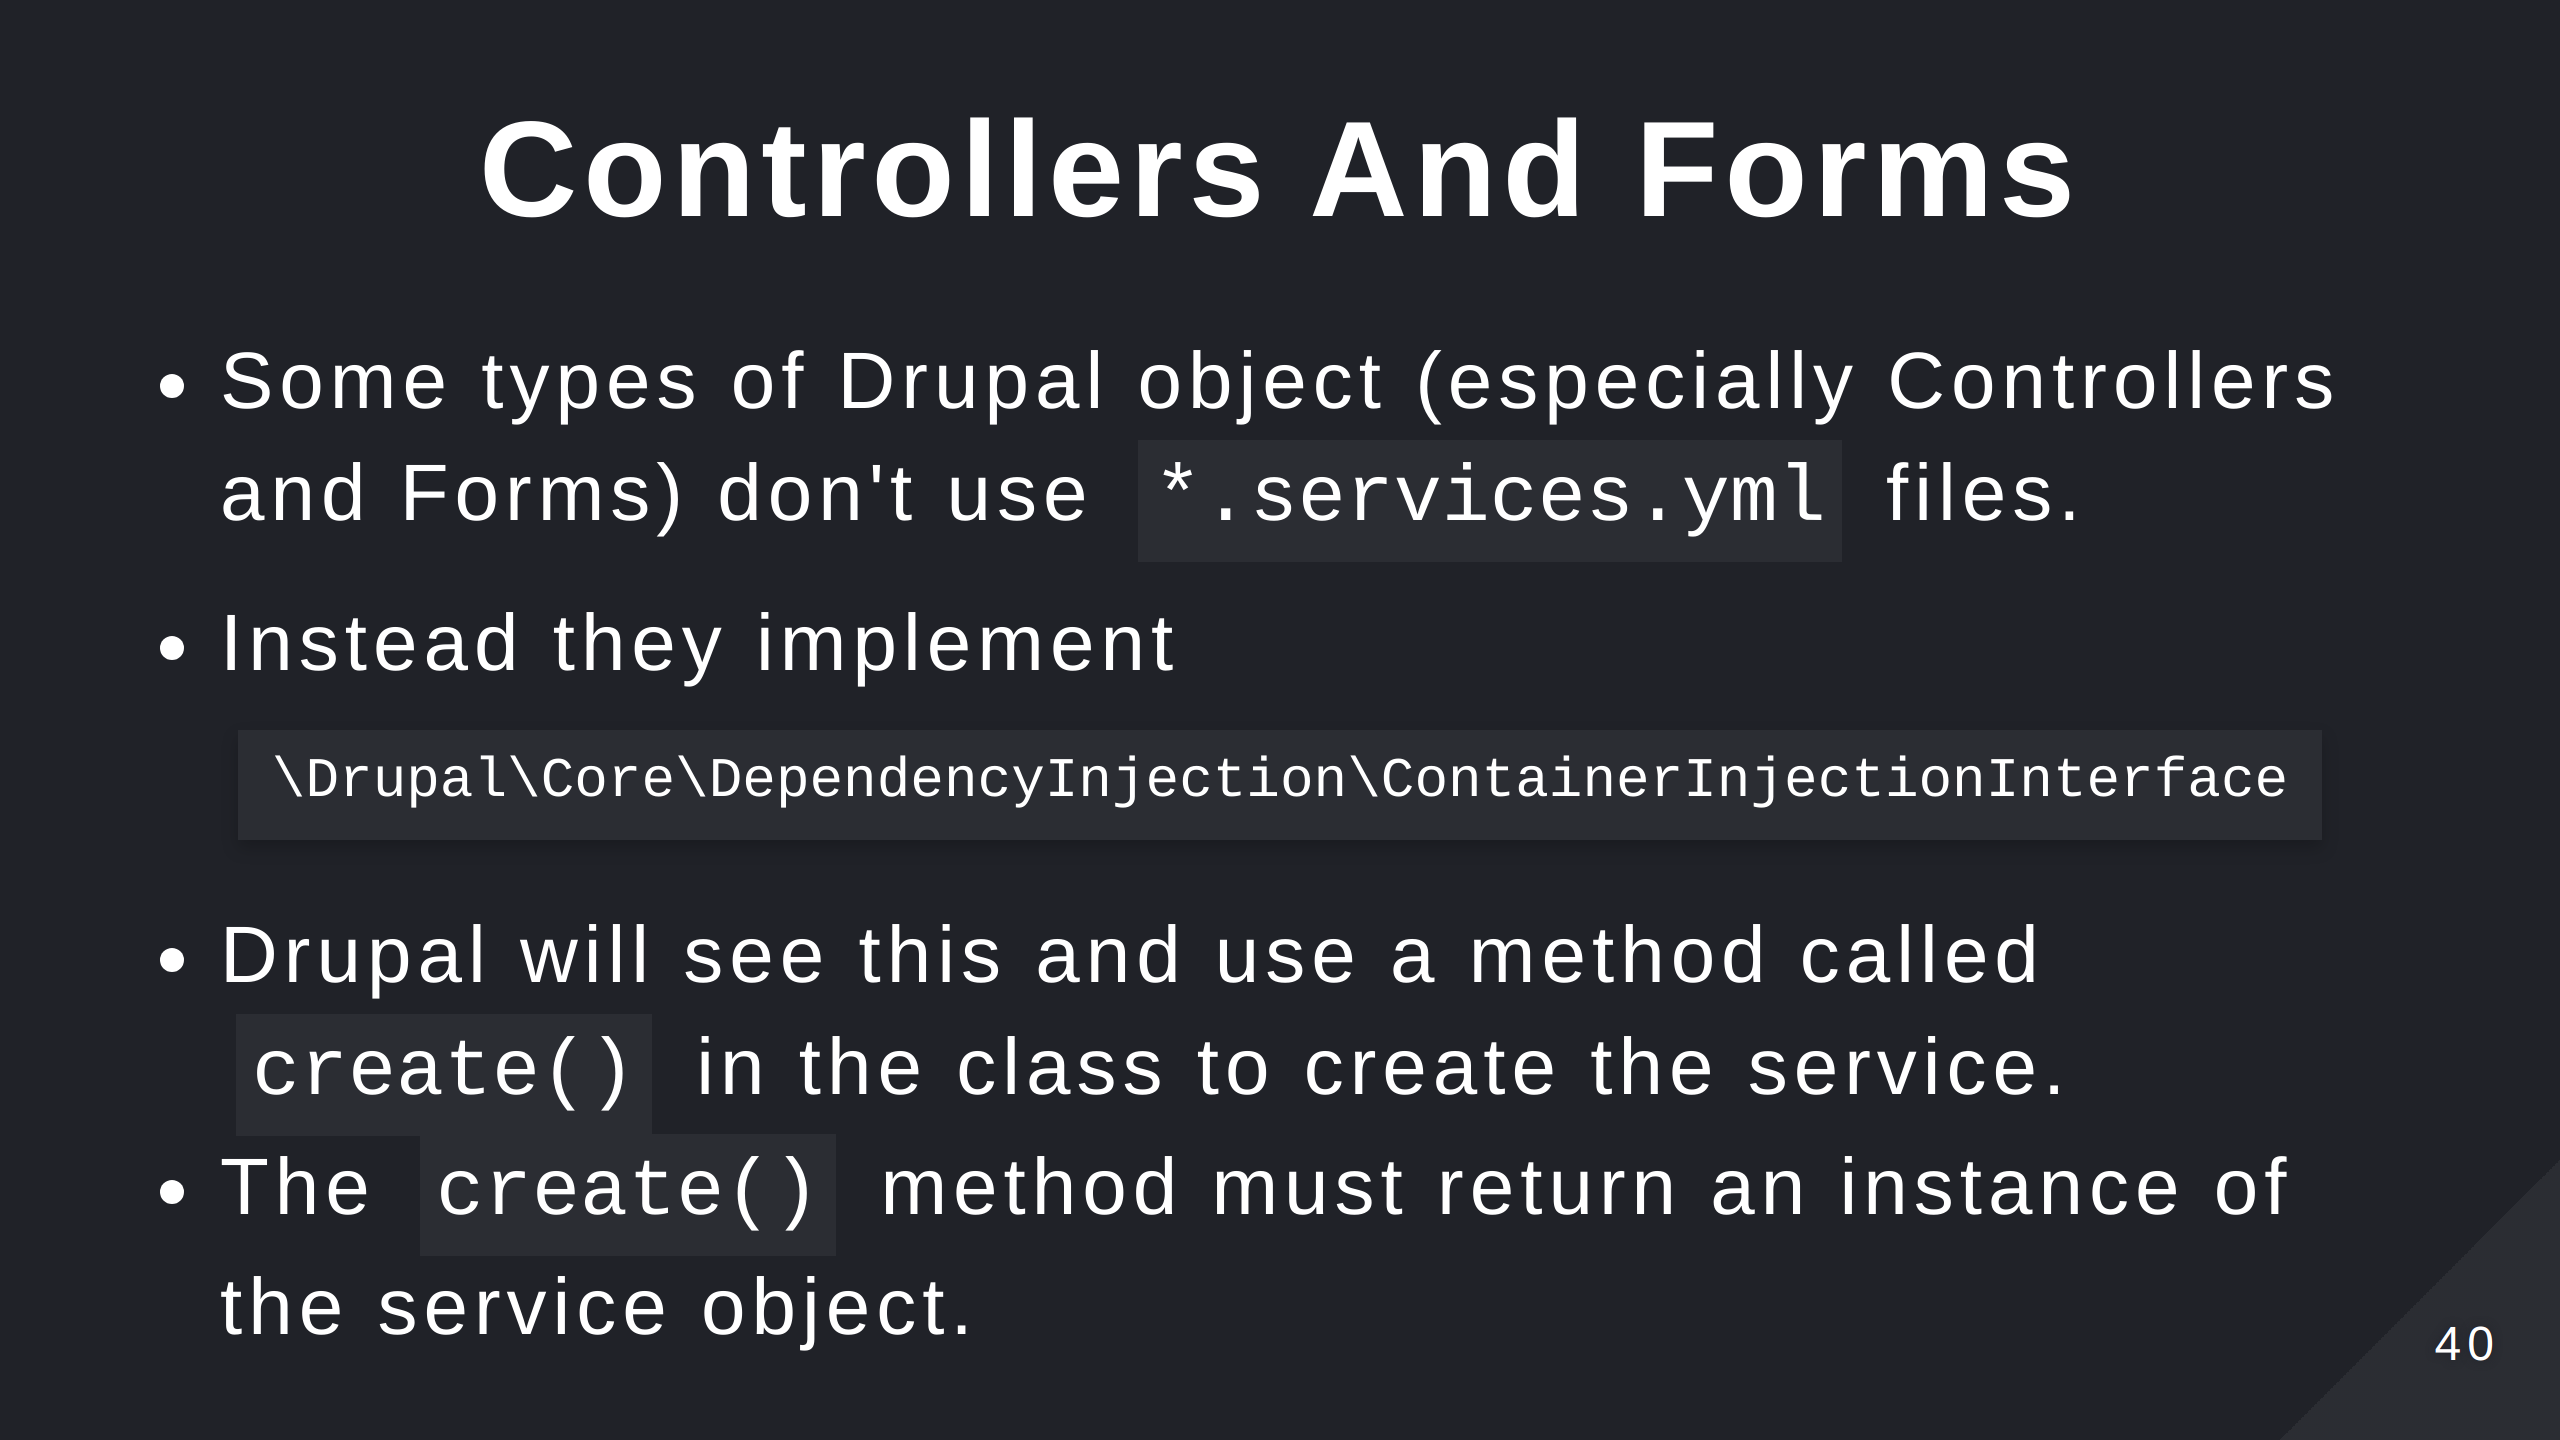 Controllers And Forms
• Some types of Drupal object (especially Controllers
and Forms) don't use *.services.yml files.
• Instead they implement
\Drupal\Core\DependencyInjection\ContainerInjectionInterface
• Drupal will see this and use a method called
create() in the class to create the service.
• The create() method must return an instance of
the service object.
40